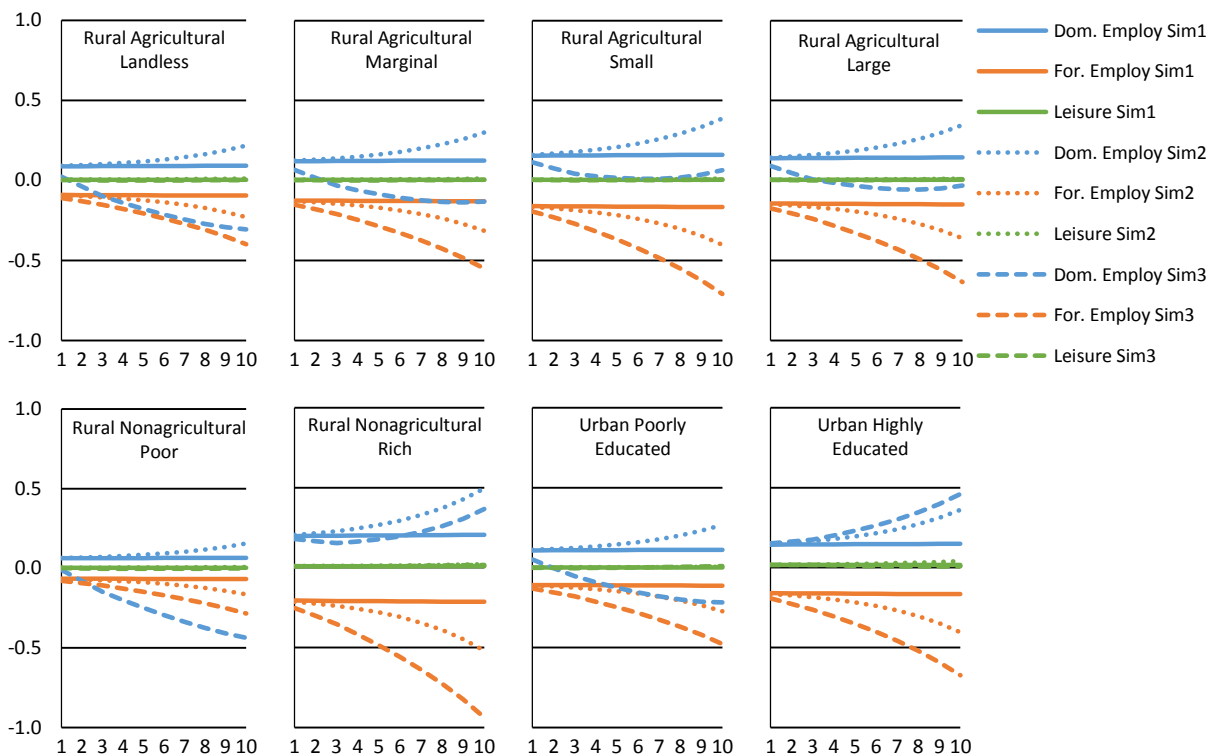 1.0
0.5
0.0
-0.5
-1.0
Rural Agricultural
Landless
1 2 3 4 5 6 7 8 9 10
Rural Agricultural
Marginal
1 2 3 4 5 6 7 8 9 10
Rural Agricultural
Small
1 2 3 4 5 6 7 8 9 10
Rural Agricultural
Large
1 2 3 4 5 6 7 8 9 10
Dom. Employ Sim1
For. Employ Sim1
Leisure Sim1
Dom. Employ Sim2
For. Employ Sim2
Leisure Sim2
Dom. Employ Sim3
For. Employ Sim3
Leisure Sim3
1.0
0.5
0.0
-0.5
-1.0
Rural Nonagricultural
Poor
1 2 3 4 5 6 7 8 9 10
Rural Nonagricultural
Rich
1 2 3 4 5 6 7 8 9 10
Urban Poorly
Educated
1 2 3 4 5 6 7 8 9 10
Urban Highly
Educated
1 2 3 4 5 6 7 8 9 10